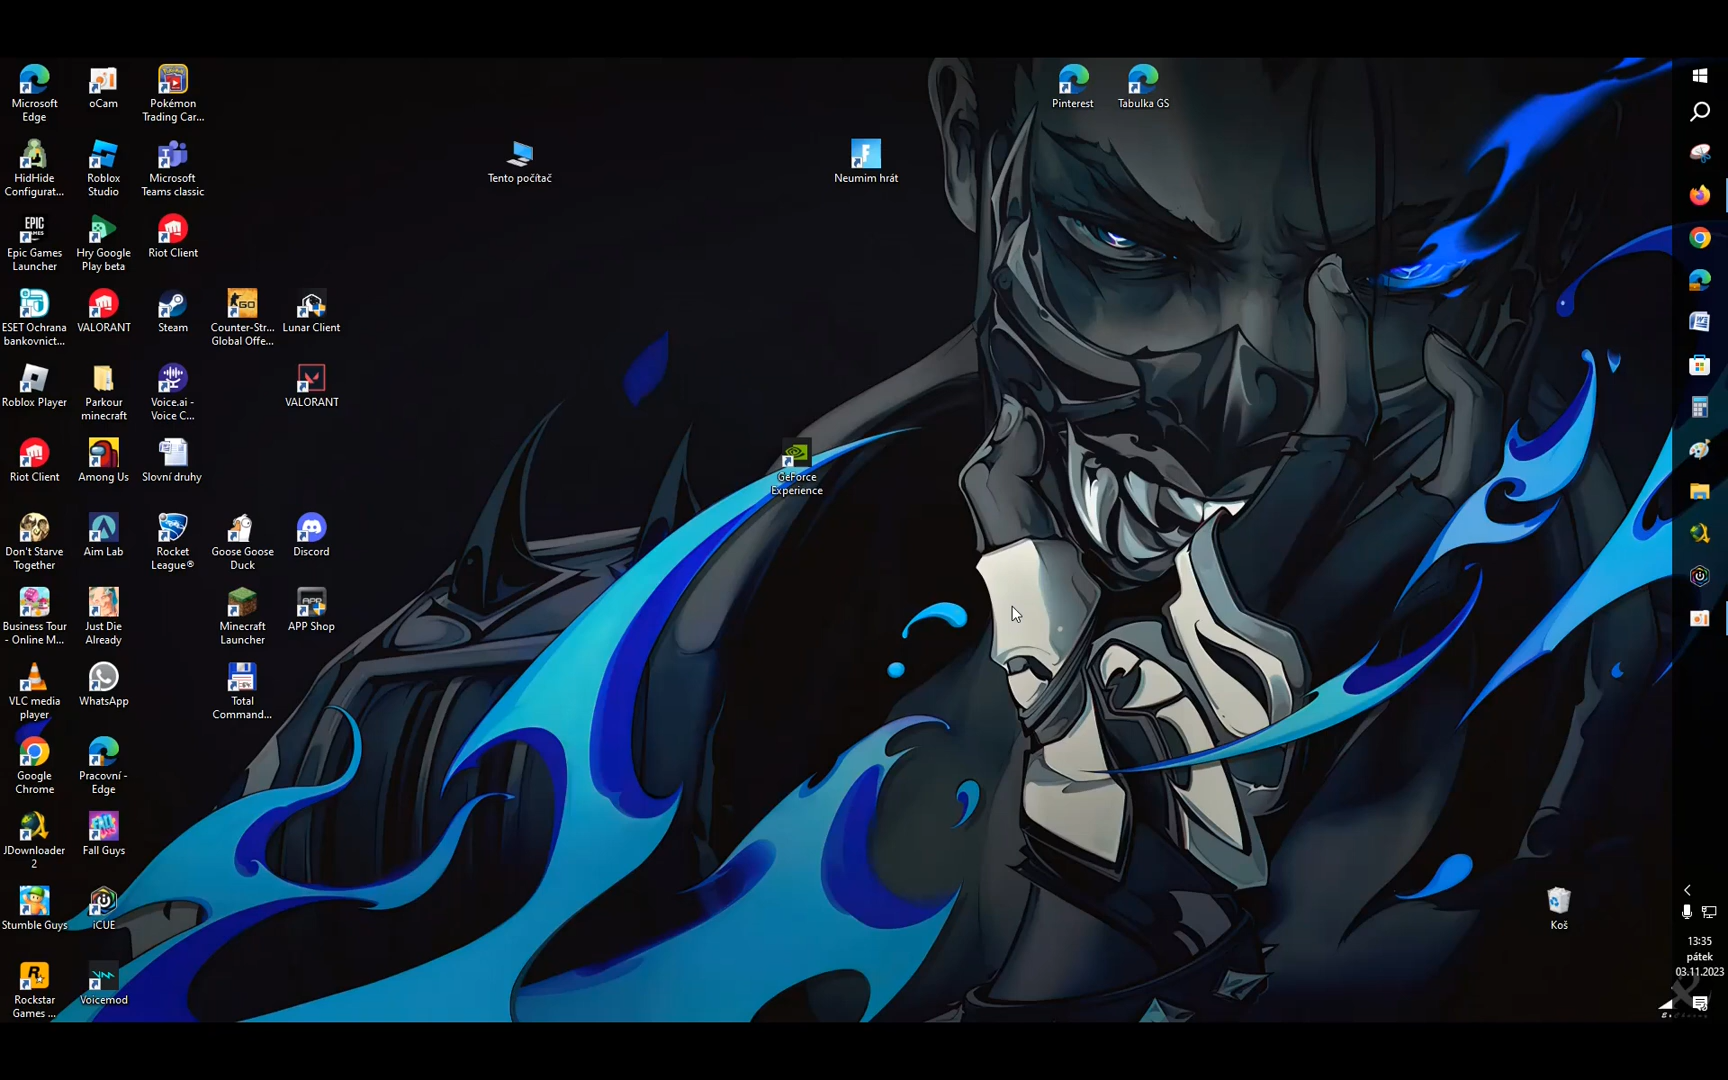 Microsoft
Edge
oCam
Pokémon
Trading Car...
Pinterest
Tabulka GS
HidHide
Configurat...
Roblox
Studio
Microsoft
Teams classic
Tento počítač
Neumim hrát
EPIC
GAMES
Epic Games
Launcher
Hry Google
Play beta
Riot Client
ESET Ochrana
bankovnict...
VALORANT
Steam
GO
Counter-Str...
Global Offe...
Lunar Client
Roblox Player
Parkour
minecraft
Voice.ai -
Voice C...
VALORANT
Riot Client
Among Us
Slovní druhy
GeForce
Experience
Don't Starve
Together
Aim Lab
Rocket
League®
Goose Goose
Duck
Discord
Business Tour
- Online M...
Just Die
Already
Minecraft
Launcher
APP
APP Shop
VLC media
player
WhatsApp
Total
Command...
Google
Chrome
Pracovní -
Edge
JDownloader
2
Fall Guys
Stumble Guys
iCUE
Koš
Rockstar
Games ...
Voicemod
13:35
pátek
03.11.2023